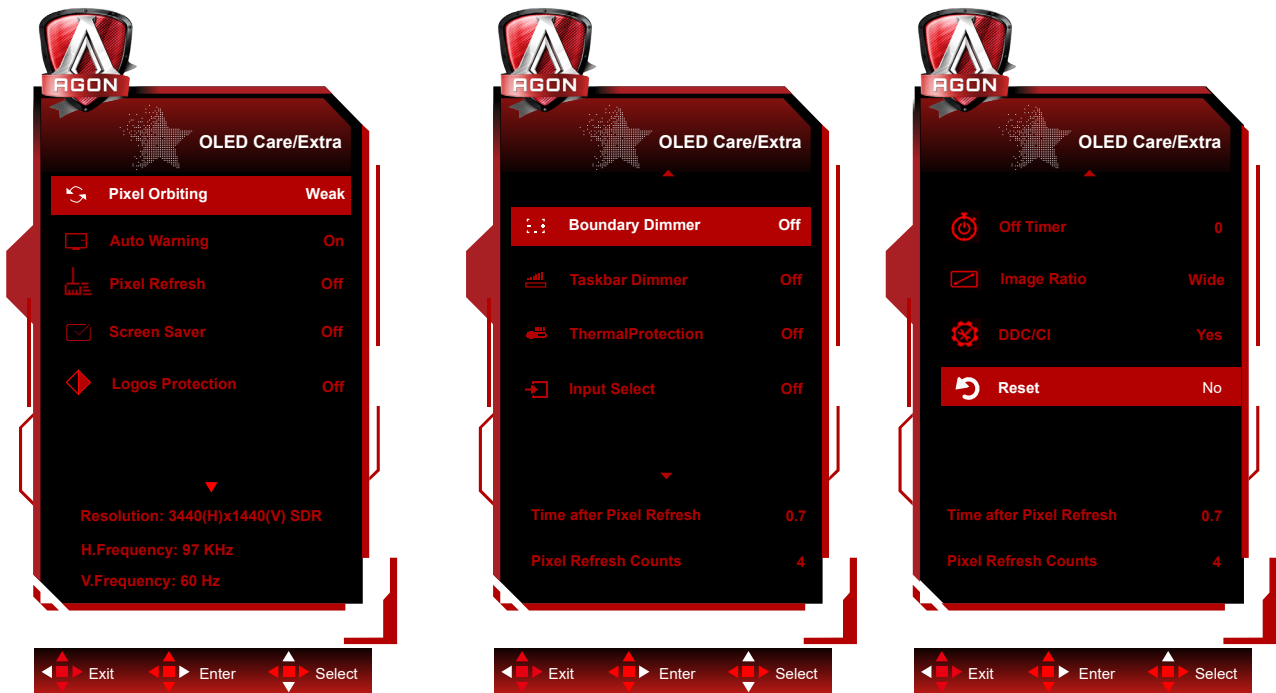 AGON
OLED Care/Extra
Pixel Orbiting Weak
Auto Warning On
Pixel Refresh Off
Screen Saver Off
Logos Protection Off
Resolution: 3440(H)x1440(V) SDR
H.Frequency: 97 KHz
V.Frequency: 60 Hz
Exit Enter Select
AGON
OLED Care/Extra
Boundary Dimmer Off
Taskbar Dimmer Off
ThermalProtection Off
Input Select Off
Time after Pixel Refresh 0.7
Pixel Refresh Counts 4
Exit Enter Select
AGON
OLED Care/Extra
Off Timer 0
Image Ratio Wide
DDC/CI Yes
Reset No
Time after Pixel Refresh 0.7
Pixel Refresh Counts 4
Exit Enter Select